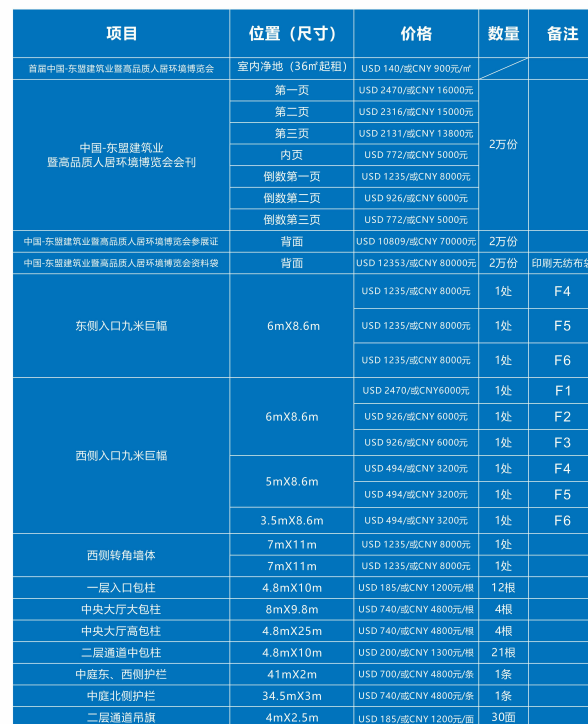 项目 位置（尺寸） 价格 数量 备注
首届中国-东盟建筑业暨高品质人居环境博览会 室内净地（36㎡起租） USD 140/或CNY 900元/㎡
中国-东盟建筑业
暨高品质人居环境博览会会刊
第一页 USD 2470/或CNY 16000元
第二页 USD 2316/或CNY 15000元
第三页 USD 2131/或CNY 13800元
内页 USD 772/或CNY 5000元
倒数第一页 USD 1235/或CNY 8000元
倒数第二页 USD 926/或CNY 6000元
倒数第三页 USD 772/或CNY 5000元
2万份
中国-东盟建筑业暨高品质人居环境博览会参展证 背面 USD 10809/或CNY 70000元 2万份
中国-东盟建筑业暨高品质人居环境博览会资料袋 背面 USD 12353/或CNY 80000元 2万份 印刷无纺布袋
东侧入口九米巨幅 6mX8.6m
USD 1235/或CNY 8000元 1处 F4
USD 1235/或CNY 8000元 1处 F5
USD 1235/或CNY 8000元 1处 F6
西侧入口九米巨幅
6mX8.6m
USD 2470/或CNY6000元 1处 F1
USD 926/或CNY 6000元 1处 F2
USD 926/或CNY 6000元 1处 F3
5mX8.6m
USD 494/或CNY 3200元 1处 F4
USD 494/或CNY 3200元 1处 F5
3.5mX8.6m USD 494/或CNY 3200元 1处 F6
西侧转角墙体
7mX11m USD 1235/或CNY 8000元 1处
7mX11m USD 1235/或CNY 8000元 1处
一层入口包柱 4.8mX10m USD 185/或CNY 1200元/根 12根
中央大厅大包柱 8mX9.8m USD 740/或CNY 4800元/根 4根
中央大厅高包柱 4.8mX25m USD 740/或CNY 4800元/根 4根
二层通道中包柱 4.8mX10m USD 200/或CNY 1300元/根 21根
中庭东、西侧护栏 41mX2m USD 700/或CNY 4800元/条 1条
中庭北侧护栏 34.5mX3m USD 740/或CNY 4800元/条 1条
二层通道吊旗 4mX2.5m USD 185/或CNY 1200元/面 30面